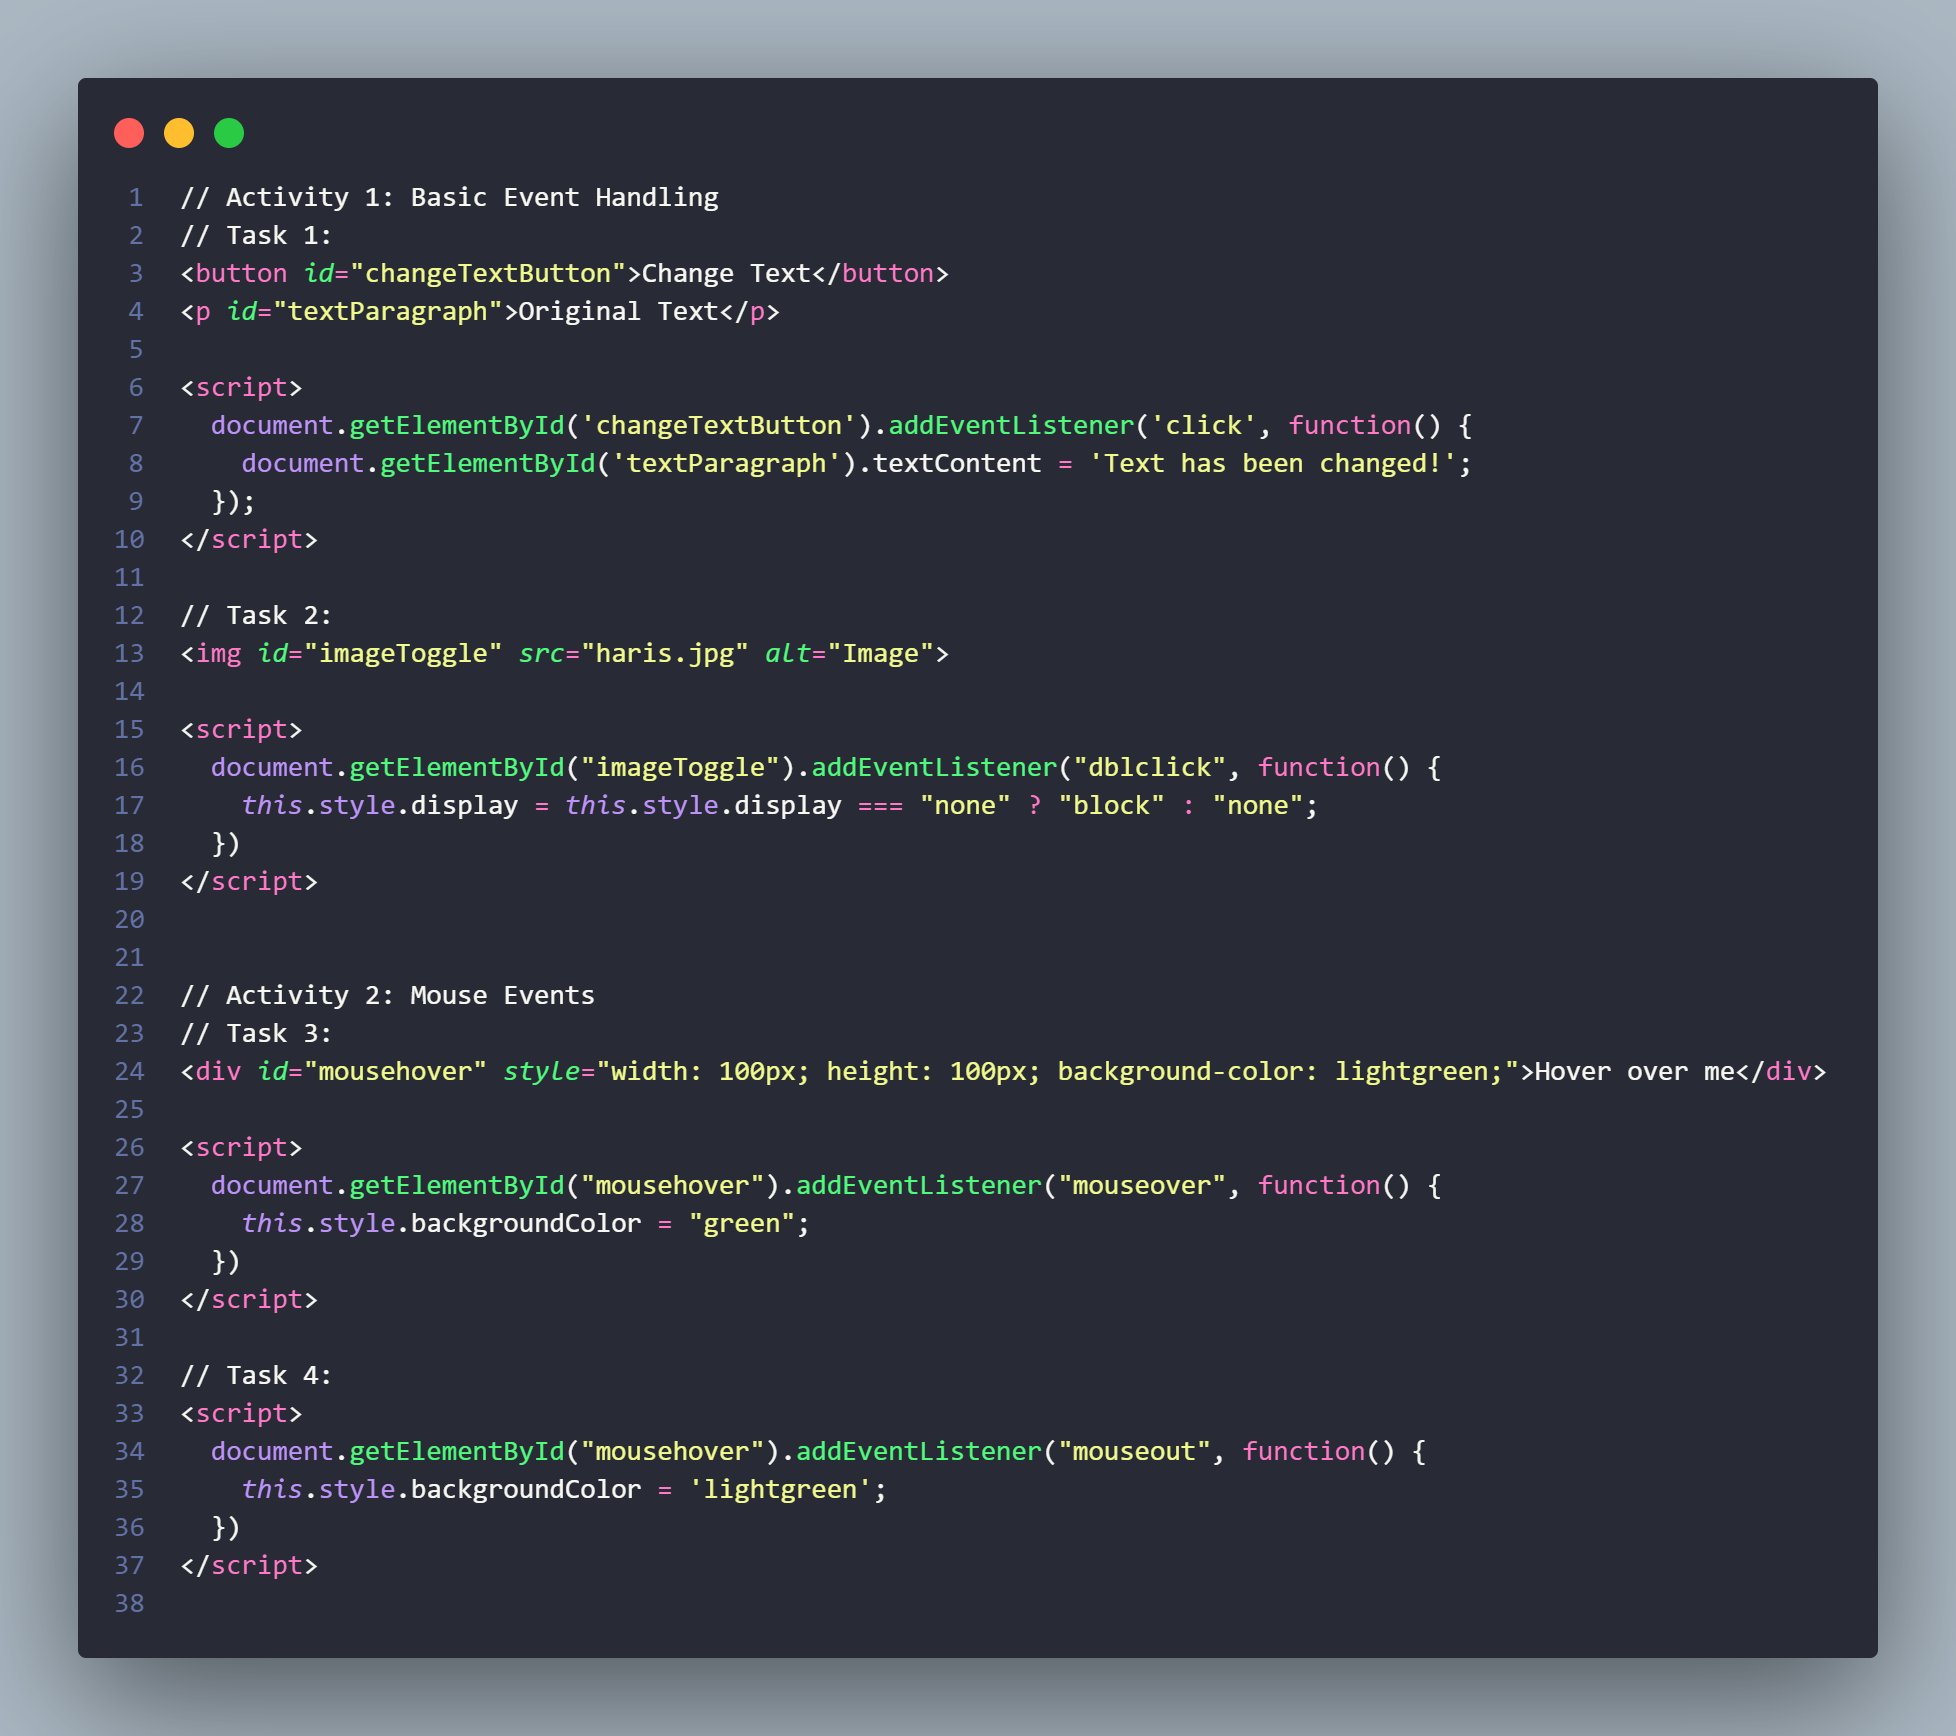 1 // Activity 1: Basic Event Handling
2 // Task 1:
3 <button id="changeTextButton">Change Text</button>
4 <p id="textParagraph">Original Text</p>
5
6 <script>
7   document.getElementById('changeTextButton').addEventListener('click', function() {
8     document.getElementById('textParagraph').textContent = 'Text has been changed!';
9   });
10 </script>
11
12 // Task 2:
13 <img id="imageToggle" src="haris.jpg" alt="Image">
14
15 <script>
16   document.getElementById("imageToggle").addEventListener("dblclick", function() {
17     this.style.display = this.style.display === "none" ? "block" : "none";
18   })
19 </script>
20
21
22 // Activity 2: Mouse Events
23 // Task 3:
24 <div id="mousehover" style="width: 100px; height: 100px; background-color: lightgreen;">Hover over me</div>
25
26 <script>
27   document.getElementById("mousehover").addEventListener("mouseover", function() {
28     this.style.backgroundColor = "green";
29   })
30 </script>
31
32 // Task 4:
33 <script>
34   document.getElementById("mousehover").addEventListener("mouseout", function() {
35     this.style.backgroundColor = 'lightgreen';
36   })
37 </script>
38